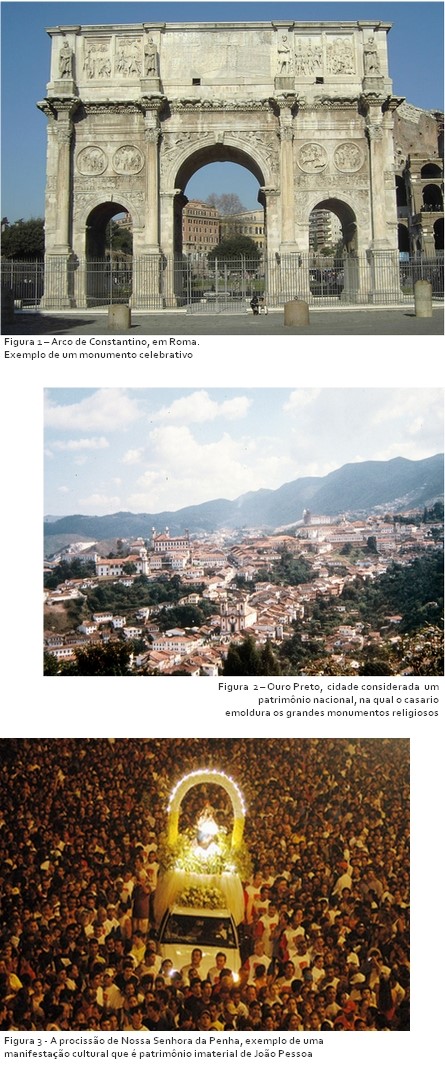 Figura 1 – Arco de Constantino, em Roma.
Exemplo de um monumento celebrativo
Figura 2 – Ouro Preto, cidade considerada um
patrimônio nacional, na qual o casario
emoldura os grandes monumentos religiosos
Figura 3 - A procissão de Nossa Senhora da Penha, exemplo de uma
manifestação cultural que é patrimônio imaterial de João Pessoa